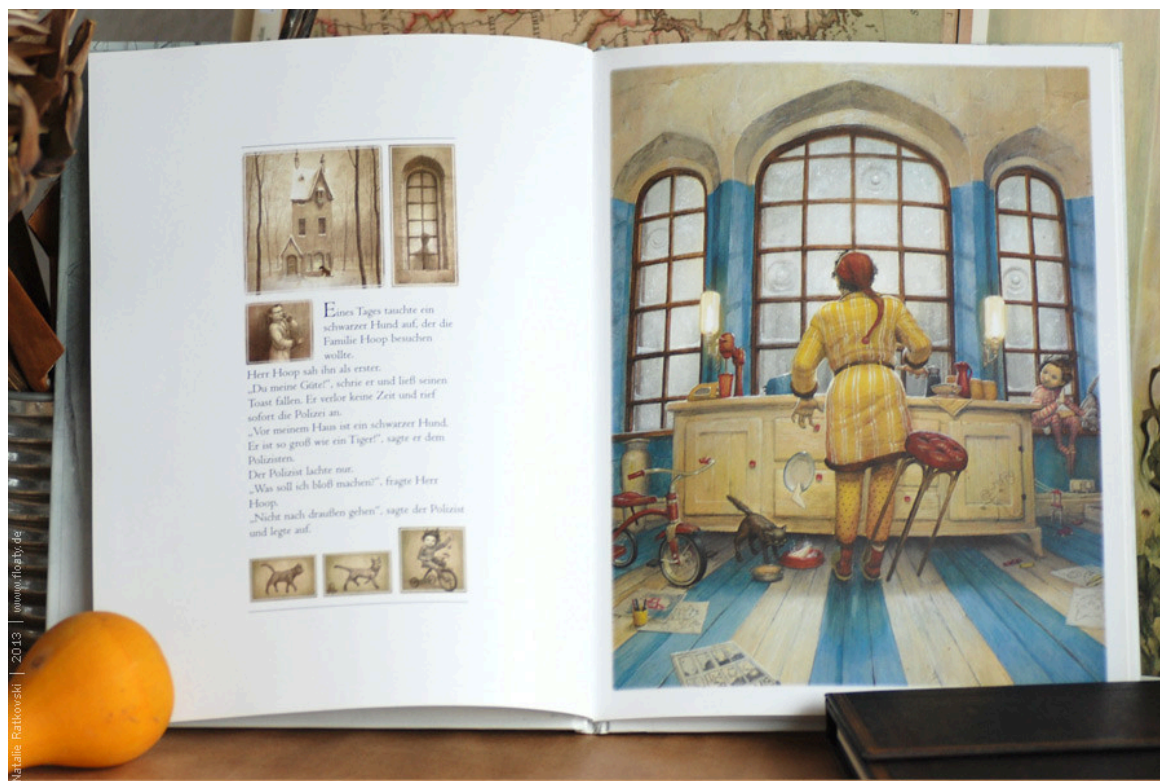 Eines Tages tauchte ein
schwarzer Hund auf, der die
Familie Hoop besuchen
wollte.
Herr Hoop sah ihn als erster.
„Du meine Güte!“, schrie er und ließ seinen
Toast fallen. Er verlor keine Zeit und rief
sofort die Polizei an.
„Vor meinem Haus ist ein schwarzer Hund.
Er ist so groß wie ein Tiger!“, sagte er dem
Polizisten.
Der Polizist lachte nur.
„Was soll ich bloß machen?“, fragte Herr
Hoop.
„Nicht nach draußen gehen“, sagte der Polizist
und legte auf.
Natalie Ratkovski | 2013 | www.floaty.de